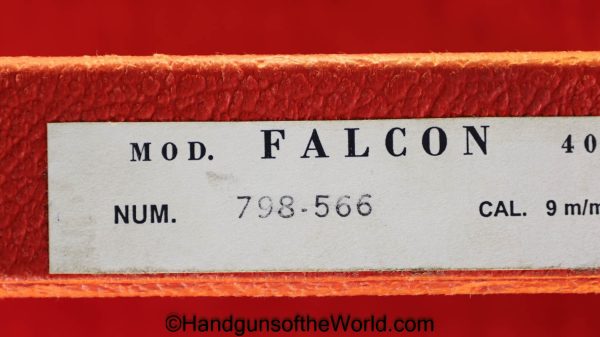 MOD. FALCON 40
NUM. 798-566 CAL. 9 m/m
©HandgunsoftheWorld.com